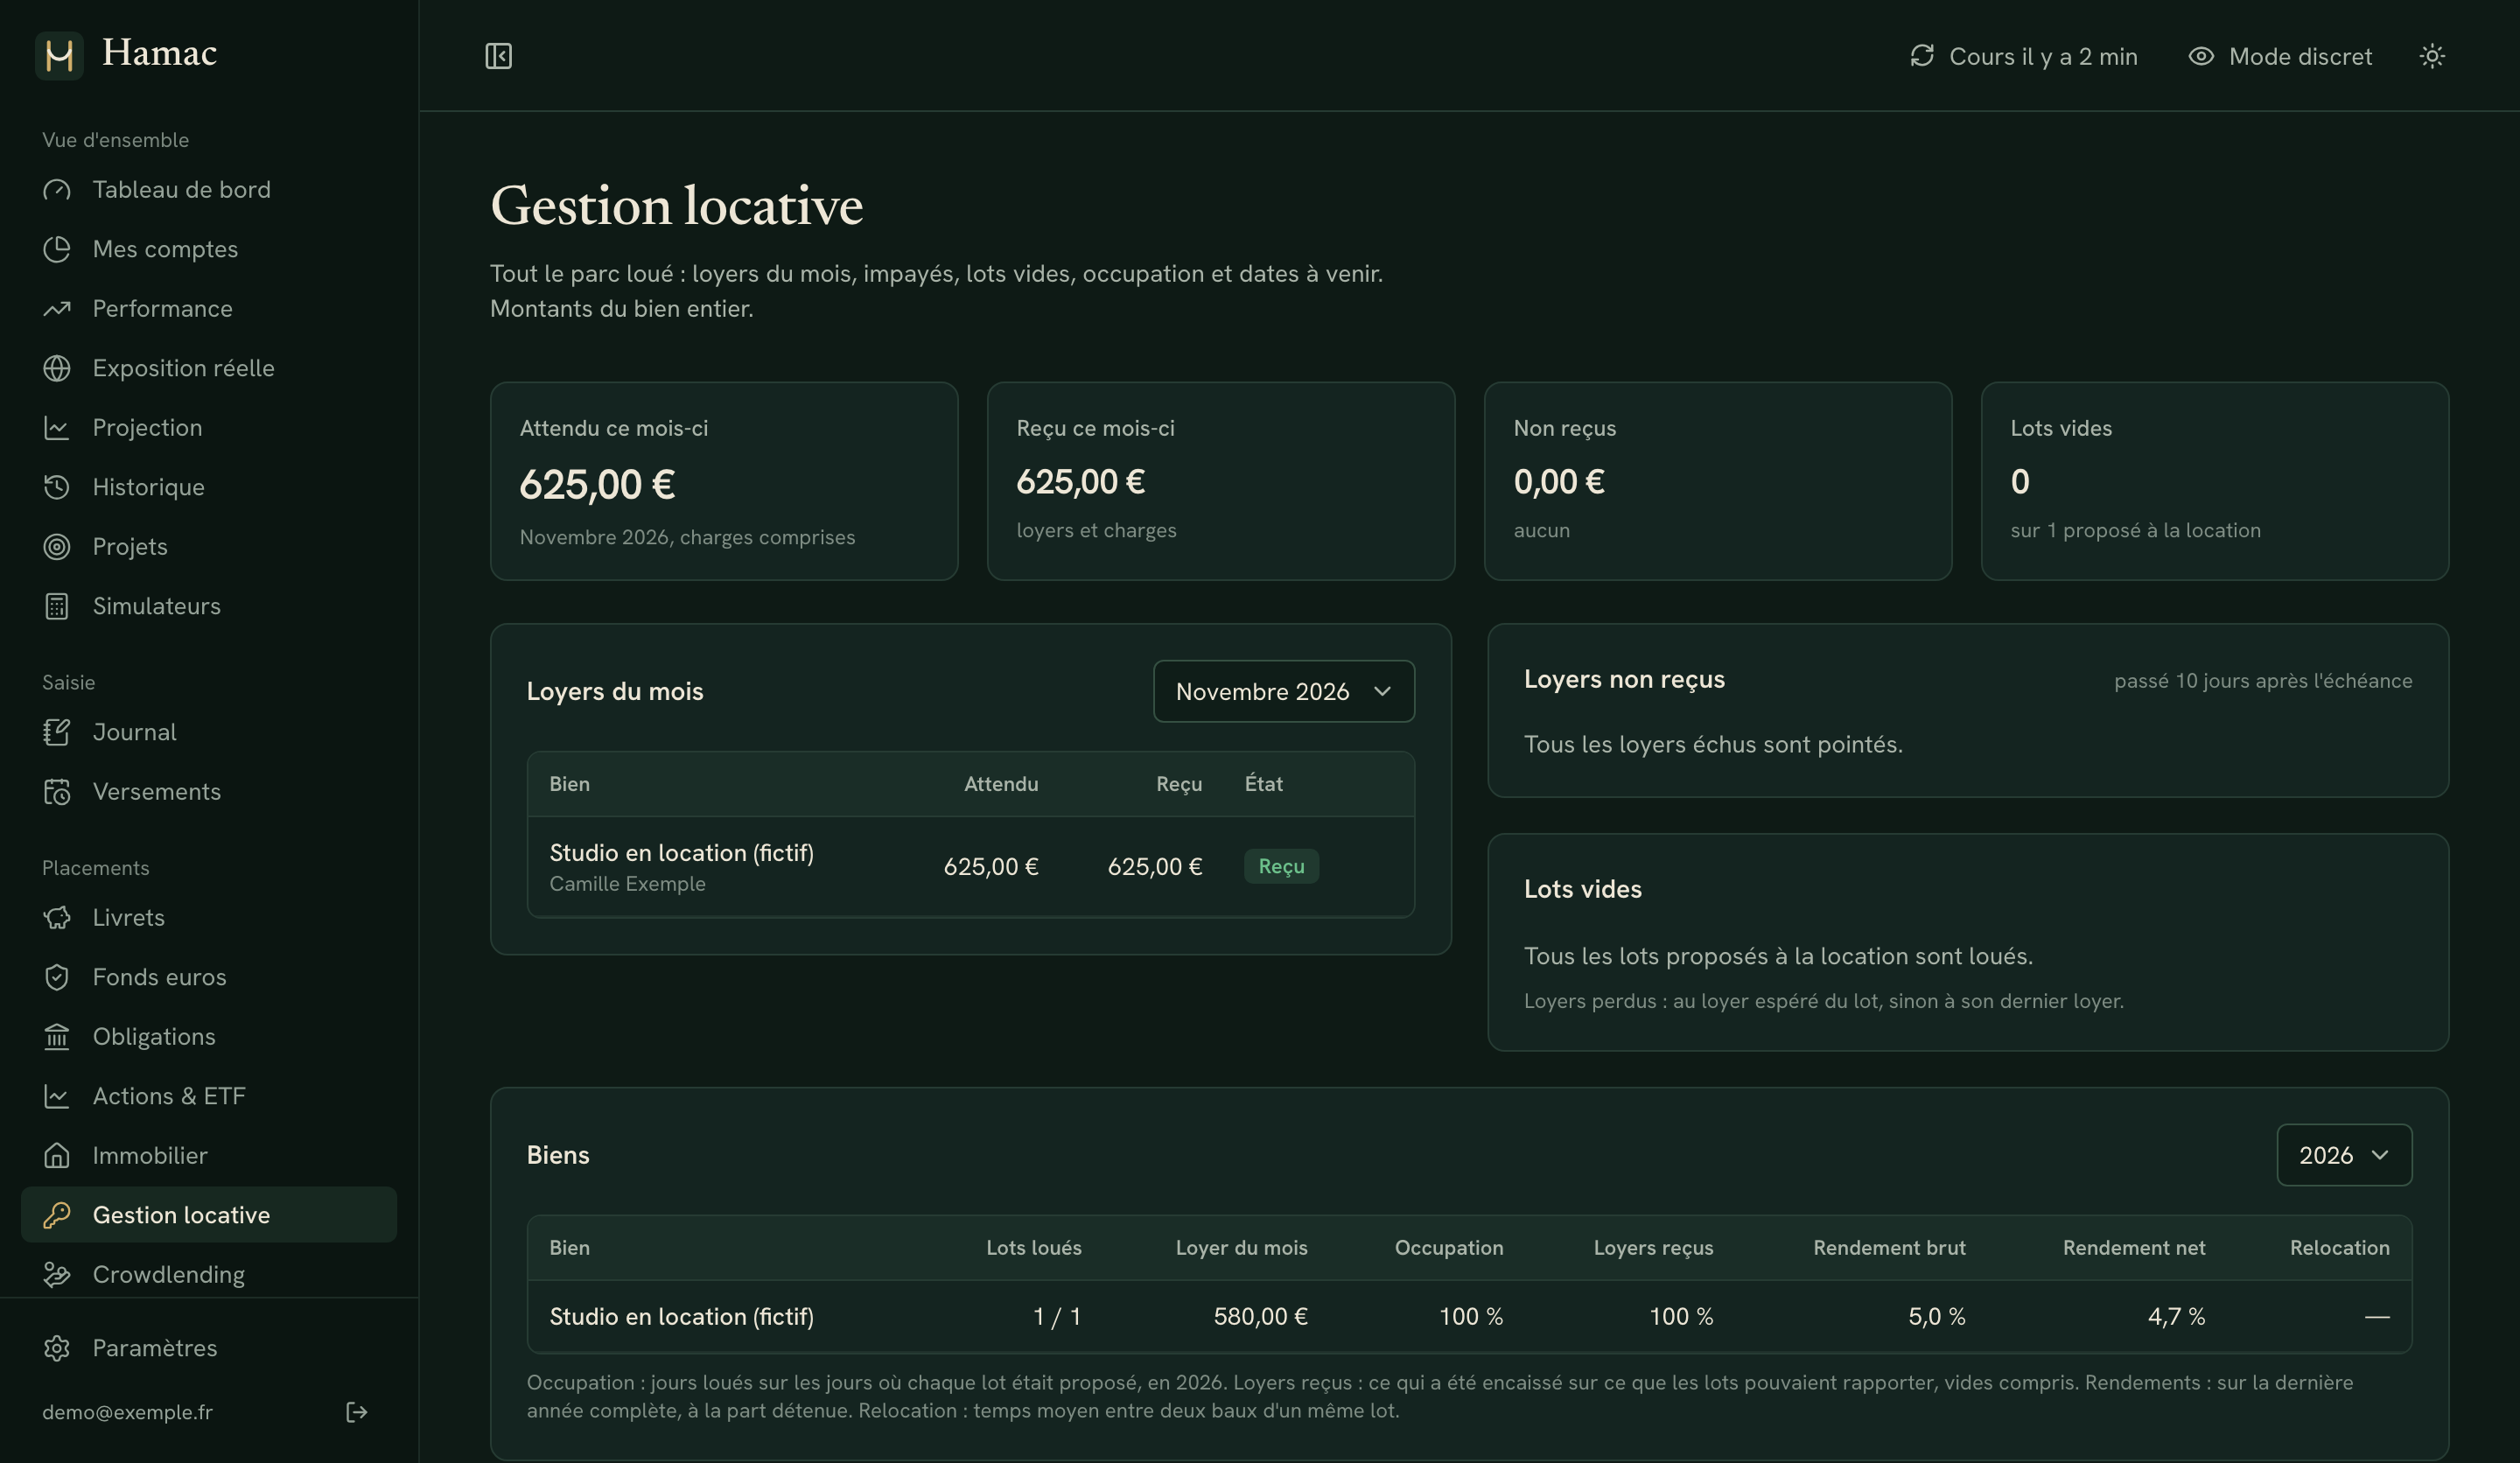 Hamac
Vue d'ensemble
Tableau de bord
Mes comptes
Performance
Exposition réelle
Projection
Historique
Projets
Simulateurs
Saisie
Journal
Versements
Placements
Livrets
Fonds euros
Obligations
Actions & ETF
Immobilier
Gestion locative
Crowdlending
Paramètres
demo@exemple.fr
Cours il y a 2 min
Mode discret
Gestion locative
Tout le parc loué : loyers du mois, impayés, lots vides, occupation et dates à venir.
Montants du bien entier.
Attendu ce mois-ci
625,00 €
Novembre 2026, charges comprises
Reçu ce mois-ci
625,00 €
loyers et charges
Non reçus
0,00 €
aucun
Lots vides
0
sur 1 proposé à la location
Loyers du mois
Novembre 2026
Bien Attendu Reçu État
Studio en location (fictif) 625,00 € 625,00 € Reçu
Camille Exemple
Loyers non reçus
passé 10 jours après l'échéance
Tous les loyers échus sont pointés.
Lots vides
Tous les lots proposés à la location sont loués.
Loyers perdus : au loyer espéré du lot, sinon à son dernier loyer.
Biens
2026
Bien Lots loués Loyer du mois Occupation Loyers reçus Rendement brut Rendement net Relocation
Studio en location (fictif) 1 / 1 580,00 € 100 % 100 % 5,0 % 4,7 % —
Occupation : jours loués sur les jours où chaque lot était proposé, en 2026. Loyers reçus : ce qui a été encaissé sur ce que les lots pouvaient rapporter, vides compris. Rendements : sur la dernière
année complète, à la part détenue. Relocation : temps moyen entre deux baux d'un même lot.